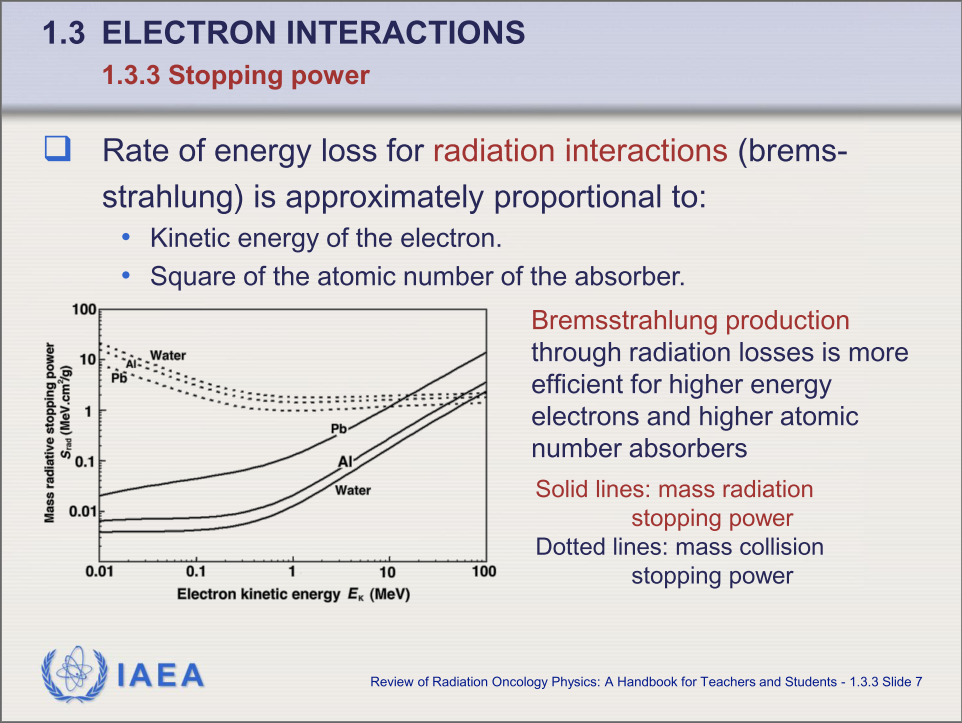 1.3 ELECTRON INTERACTIONS
1.3.3 Stopping power
Rate of energy loss for radiation interactions (brems-
strahlung) is approximately proportional to:
• Kinetic energy of the electron.
• Square of the atomic number of the absorber.
Mass radiative stopping power
Srad (MeV.cm²/g)
100
10
1
0.1
0.01
Water
Al
Pb
Pb
Al
Water
0.01 0.1 1 10 100
Electron kinetic energy EK (MeV)
Bremsstrahlung production
through radiation losses is more
efficient for higher energy
electrons and higher atomic
number absorbers
Solid lines: mass radiation
stopping power
Dotted lines: mass collision
stopping power
IAEA
Review of Radiation Oncology Physics: A Handbook for Teachers and Students - 1.3.3 Slide 7